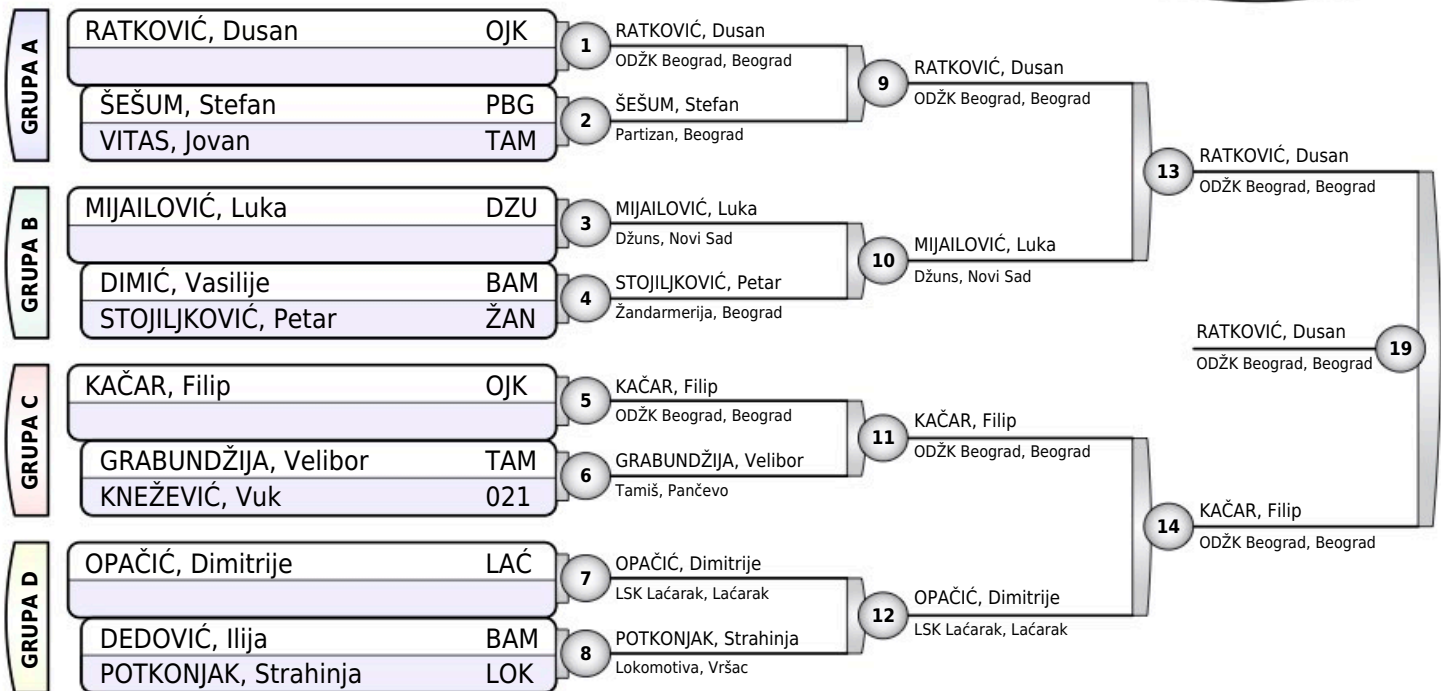 GRUPA A
RATKOVIĆ, Dusan OJK
ŠEŠUM, Stefan PBG
VITAS, Jovan TAM
GRUPA B
MIJAILOVIĆ, Luka DZU
DIMIĆ, Vasilije BAM
STOJILJKOVIĆ, Petar ŽAN
GRUPA C
KAČAR, Filip OJK
GRABUNDŽIJA, Velibor TAM
KNEŽEVIĆ, Vuk 021
GRUPA D
OPAČIĆ, Dimitrije LAĆ
DEDOVIĆ, Ilija BAM
POTKONJAK, Strahinja LOK
1
RATKOVIĆ, Dusan
ODŽK Beograd, Beograd
2
ŠEŠUM, Stefan
Partizan, Beograd
3
MIJAILOVIĆ, Luka
Džuns, Novi Sad
4
STOJILJKOVIĆ, Petar
Žandarmerija, Beograd
5
KAČAR, Filip
ODŽK Beograd, Beograd
6
GRABUNDŽIJA, Velibor
Tamiš, Pančevo
7
OPAČIĆ, Dimitrije
LSK Laćarak, Laćarak
8
POTKONJAK, Strahinja
Lokomotiva, Vršac
9
RATKOVIĆ, Dusan
ODŽK Beograd, Beograd
10
MIJAILOVIĆ, Luka
Džuns, Novi Sad
11
KAČAR, Filip
ODŽK Beograd, Beograd
12
OPAČIĆ, Dimitrije
LSK Laćarak, Laćarak
13
RATKOVIĆ, Dusan
ODŽK Beograd, Beograd
14
KAČAR, Filip
ODŽK Beograd, Beograd
RATKOVIĆ, Dusan
ODŽK Beograd, Beograd
19